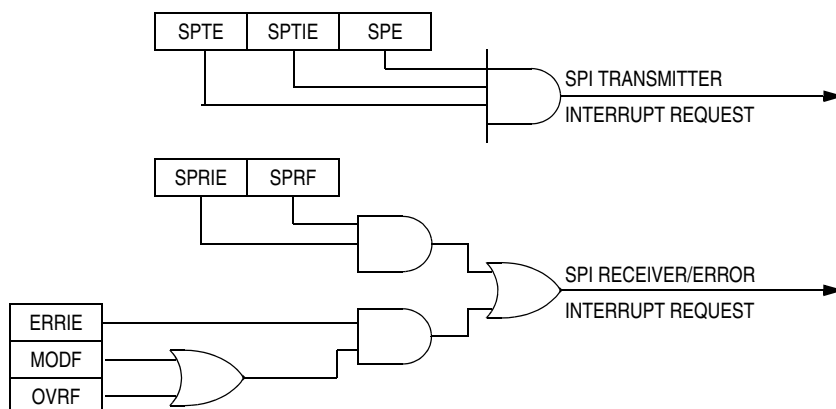 SPTE SPTIE SPE
SPI TRANSMITTER
INTERRUPT REQUEST
SPRIE SPRF
SPI RECEIVER/ERROR
INTERRUPT REQUEST
ERRIE
MODF
OVRF